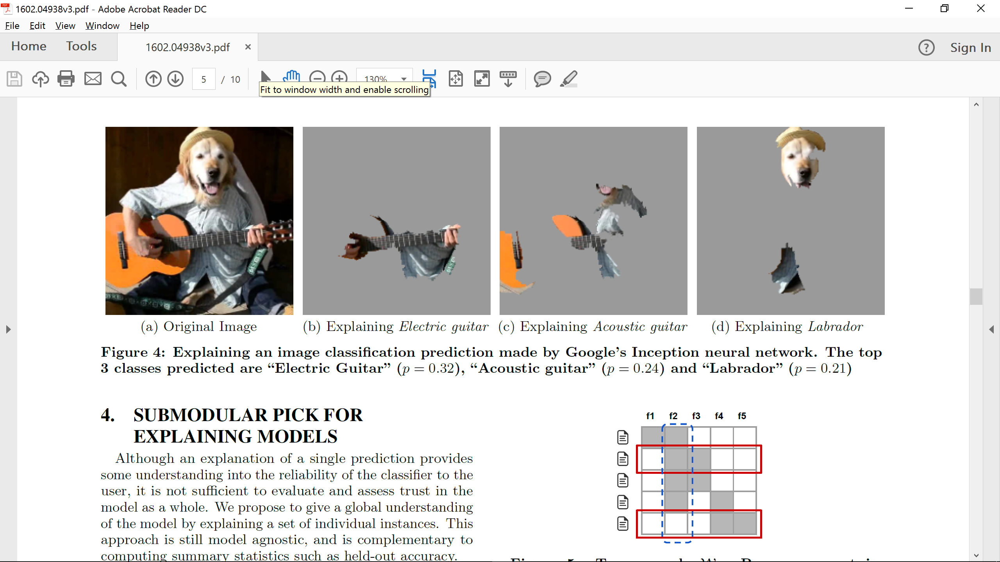 1602.04938v3.pdf - Adobe Acrobat Reader DC
File Edit View Window Help
Home Tools 1602.04938v3.pdf × ? Sign In
5 / 10 130%
Fit to window width and enable scrolling
(a) Original Image (b) Explaining Electric guitar (c) Explaining Acoustic guitar (d) Explaining Labrador
Figure 4: Explaining an image classification prediction made by Google’s Inception neural network. The top
3 classes predicted are “Electric Guitar” (p = 0.32), “Acoustic guitar” (p = 0.24) and “Labrador” (p = 0.21)
4. SUBMODULAR PICK FOR
EXPLAINING MODELS
Although an explanation of a single prediction provides
some understanding into the reliability of the classifier to the
user, it is not sufficient to evaluate and assess trust in the
model as a whole. We propose to give a global understanding
of the model by explaining a set of individual instances. This
approach is still model agnostic, and is complementary to
computing summary statistics such as held-out accuracy.
f1 f2 f3 f4 f5